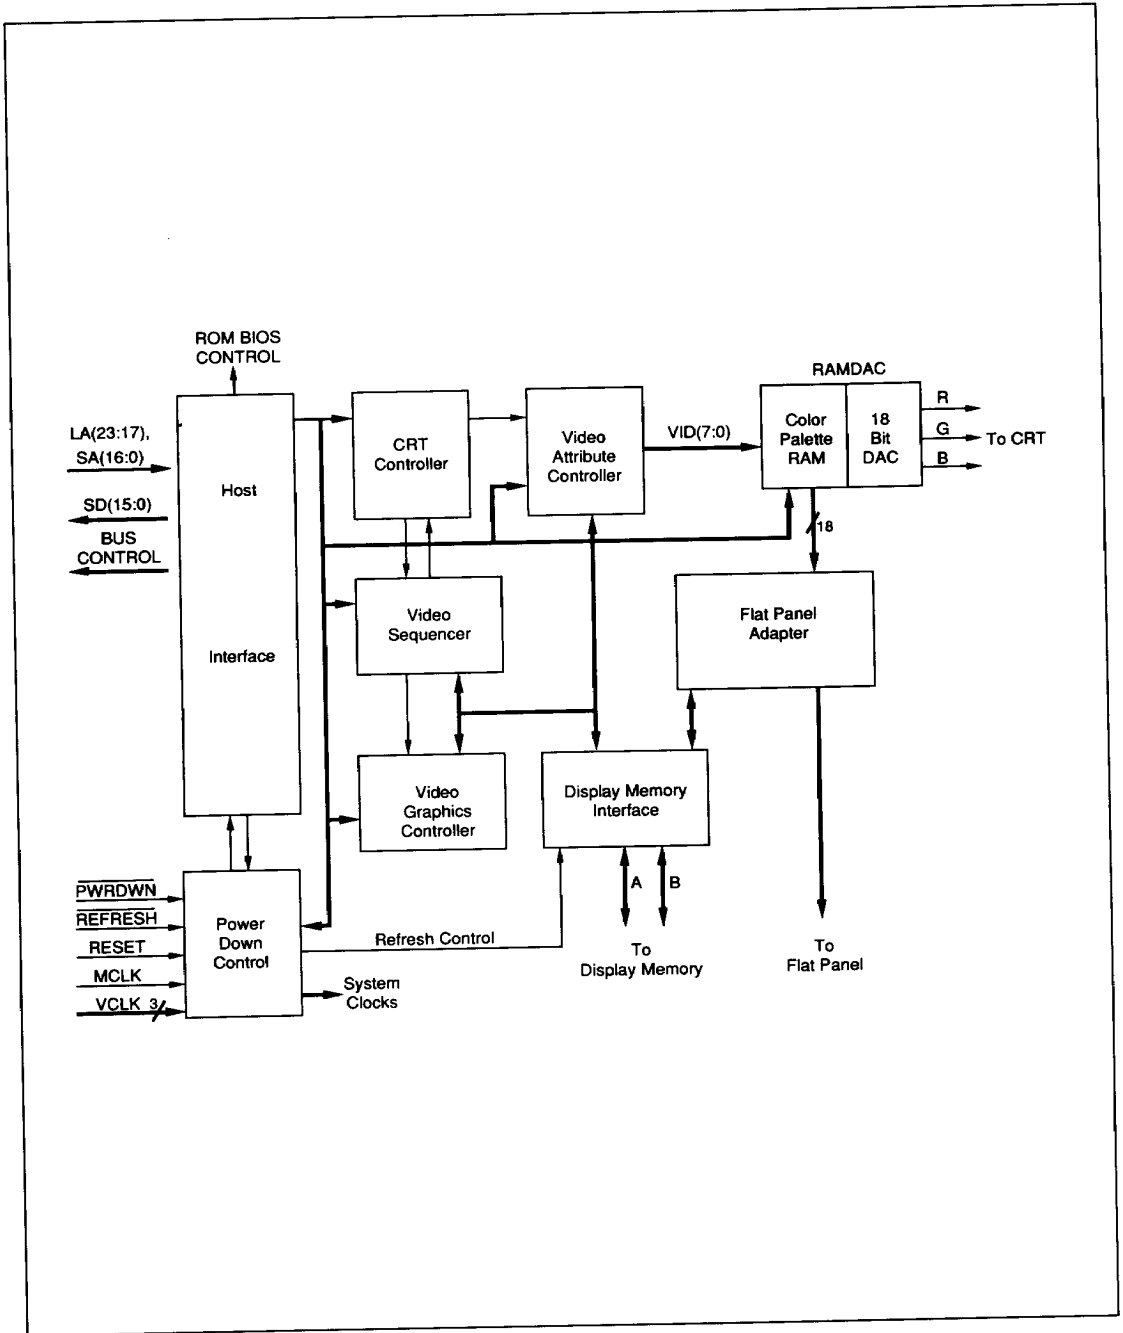 ROM BIOS
CONTROL
LA(23:17),
SA(16:0)
SD(15:0)
BUS
CONTROL
Host
Interface
CRT
Controller
Video
Attribute
Controller
VID(7:0)
RAMDAC
Color
Palette
RAM
18
Bit
DAC
R
G
B
To CRT
18
Video
Sequencer
Flat Panel
Adapter
Video
Graphics
Controller
Display Memory
Interface
A
B
To
Display Memory
To
Flat Panel
PWRDWN
REFRESH
RESET
MCLK
VCLK 3
Power
Down
Control
Refresh Control
System
Clocks